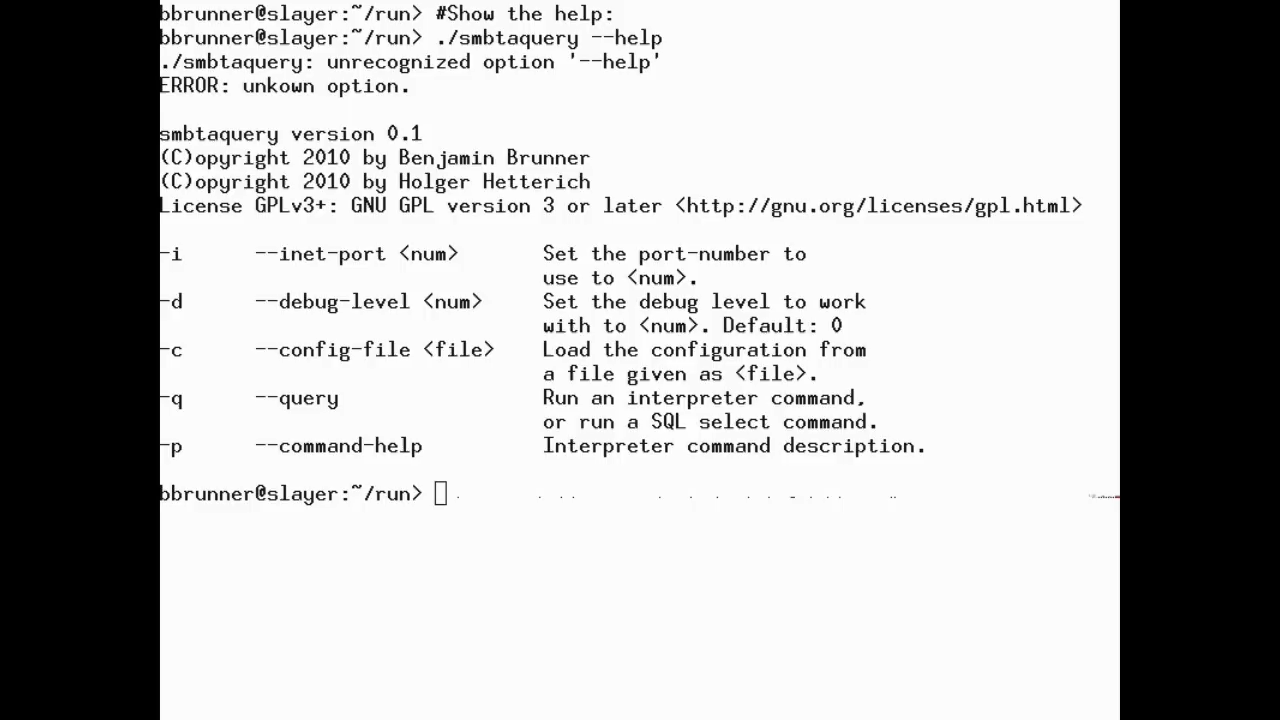 bbrunner@slayer:~/run> #Show the help:
bbrunner@slayer:~/run> ./smbtaquery --help
./smbtaquery: unrecognized option '--help'
ERROR: unkown option.
smbtaquery version 0.1
(C)opyright 2010 by Benjamin Brunner
(C)opyright 2010 by Holger Hetterich
License GPLv3+: GNU GPL version 3 or later <http://gnu.org/licenses/gpl.html>
-i --inet-port <num> Set the port-number to
use to <num>.
-d --debug-level <num> Set the debug level to work
with to <num>. Default: 0
-c --config-file <file> Load the configuration from
a file given as <file>.
-q --query Run an interpreter command,
or run a SQL select command.
-p --command-help Interpreter command description.
bbrunner@slayer:~/run>